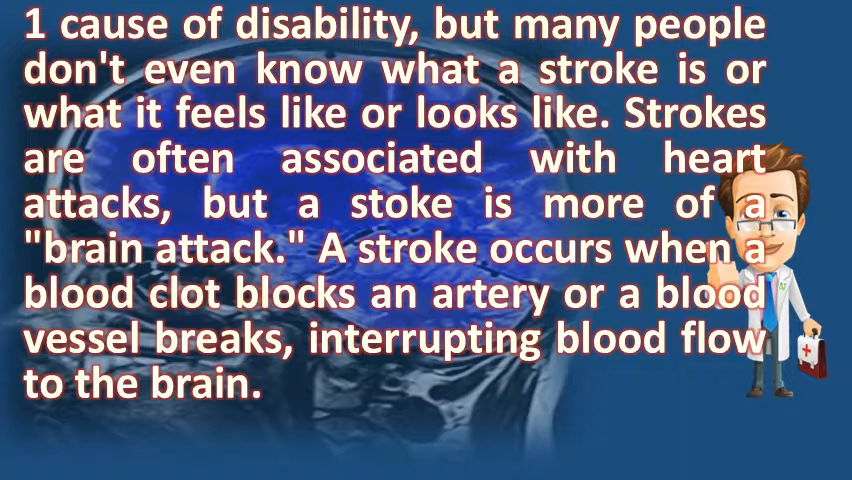 1 cause of disability, but many people
don't even know what a stroke is or
what it feels like or looks like. Strokes
are often associated with heart
attacks, but a stoke is more of a
"brain attack." A stroke occurs when a
blood clot blocks an artery or a blood
vessel breaks, interrupting blood flow
to the brain.